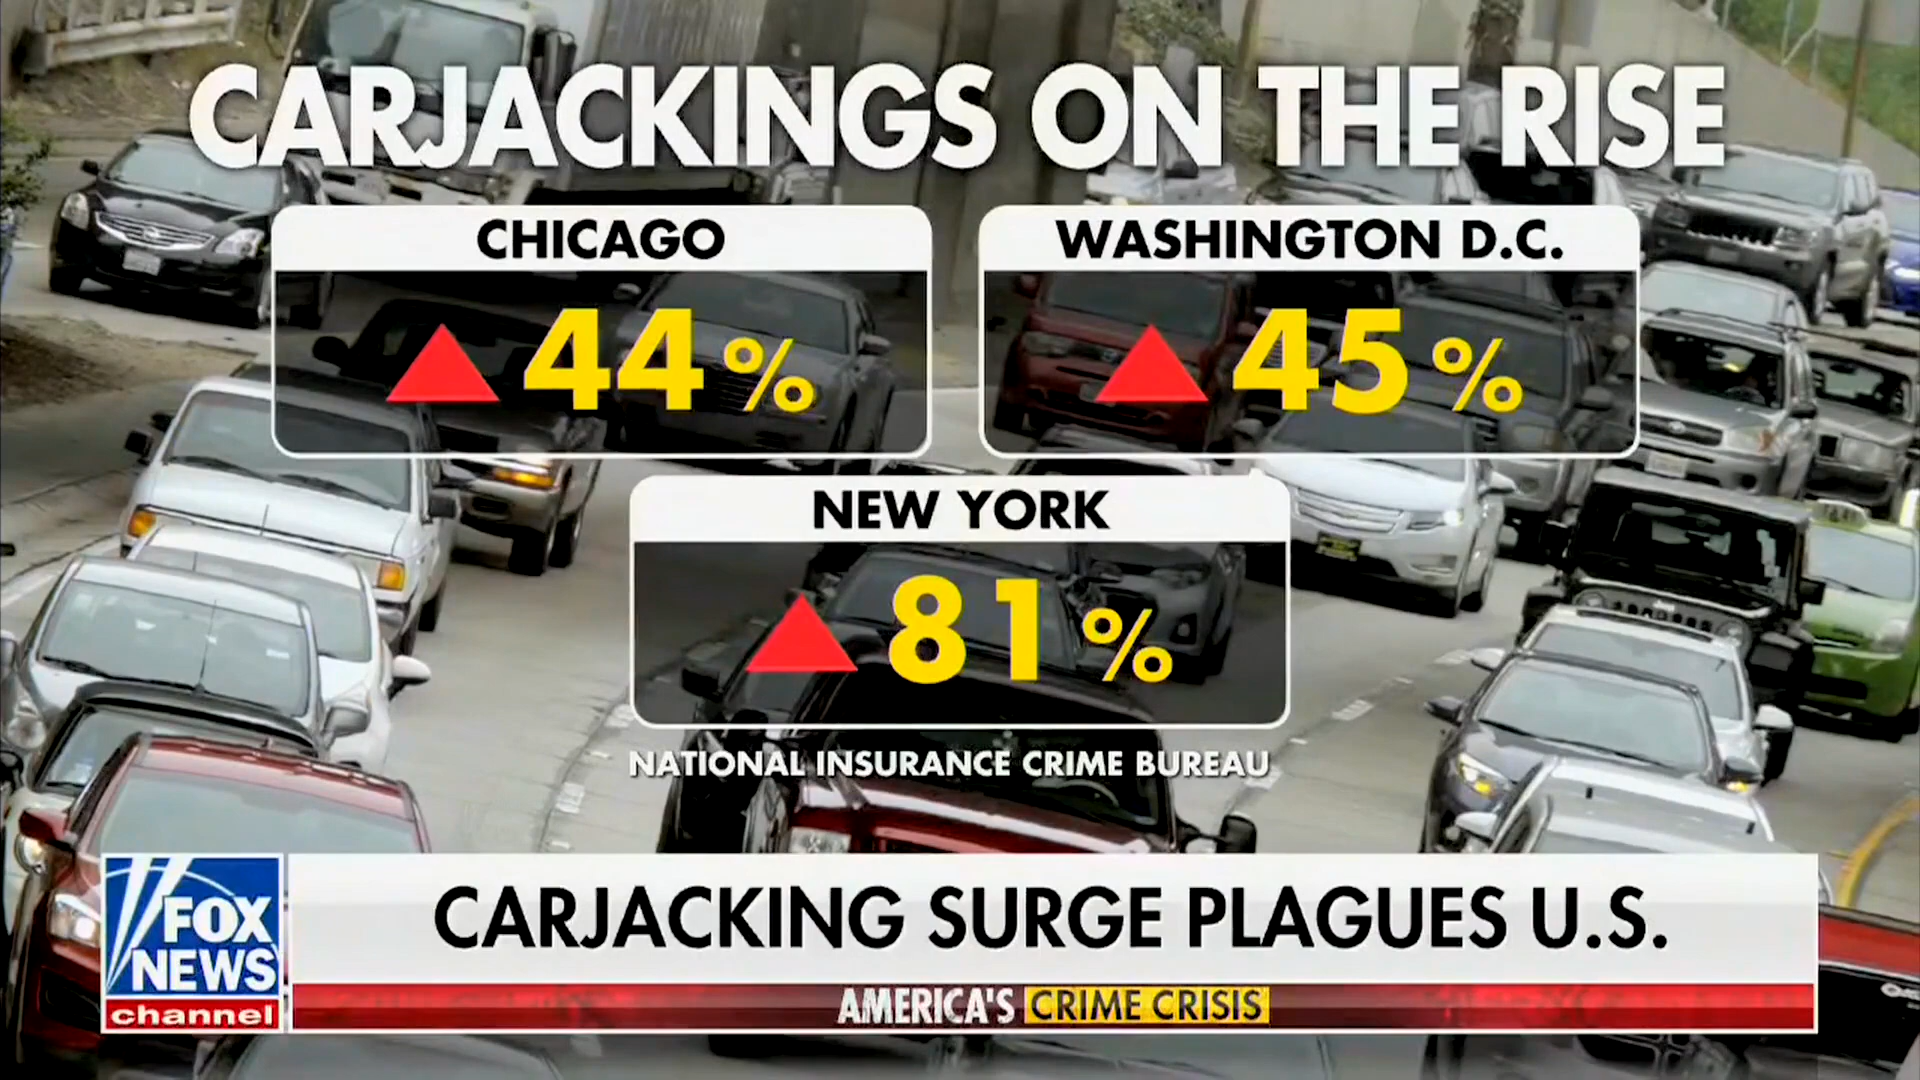 CARJACKINGS ON THE RISE
CHICAGO
44%
WASHINGTON D.C.
45%
NEW YORK
81%
NATIONAL INSURANCE CRIME BUREAU
FOX
NEWS
channel
CARJACKING SURGE PLAGUES U.S.
AMERICA'S CRIME CRISIS